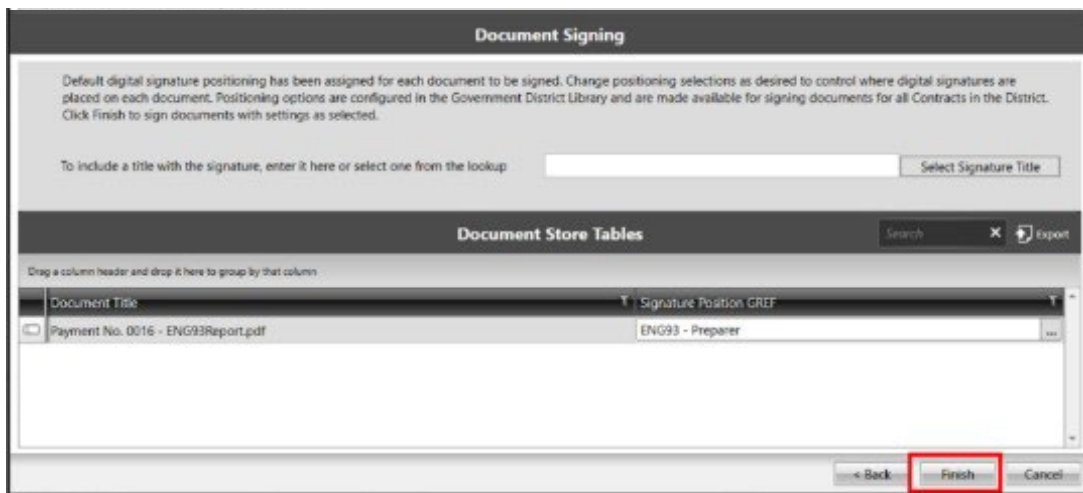 Document Signing
Default digital signature positioning has been assigned for each document to be signed. Change positioning selections as desired to control where digital signatures are
placed on each document. Positioning options are configured in the Government District Library and are made available for signing documents for all Contracts in the District.
Click Finish to sign documents with settings as selected.
To include a title with the signature, enter it here or select one from the lookup
Select Signature Title
Document Store Tables
Search
Export
Drag a column header and drop it here to group by that column
Document Title
Signature Position GREF
Payment No. 0016 - ENG93Report.pdf
ENG93 - Preparer
...
< Back
Finish
Cancel